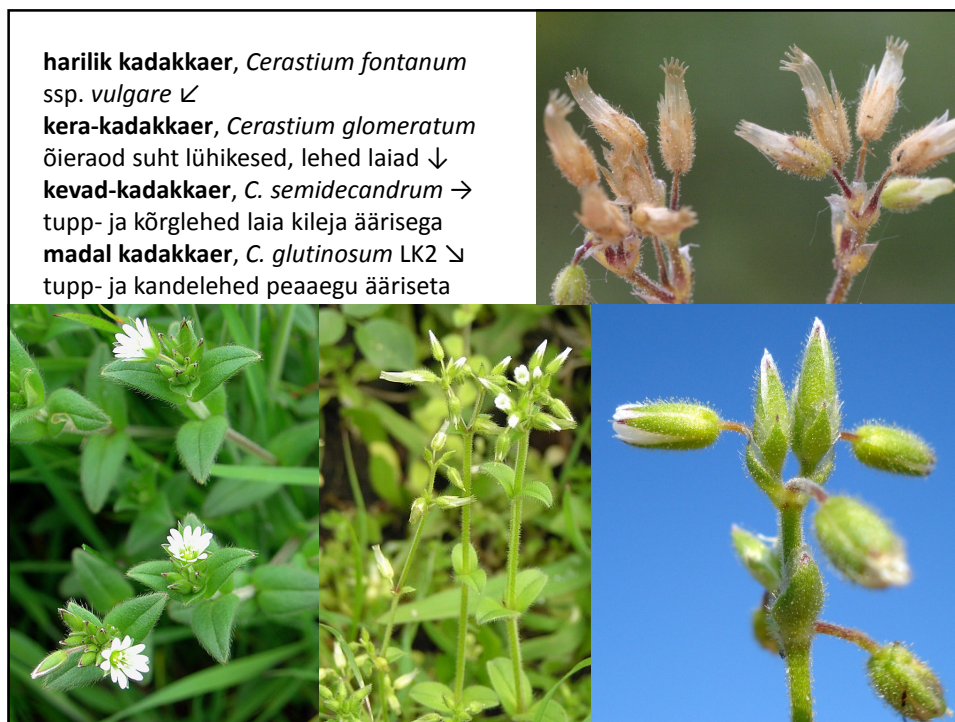 harilik kadakkaer, Cerastium fontanum
ssp. vulgare ↙
kera-kadakkaer, Cerastium glomeratum
õieraod suht lühikesed, lehed laiad ↓
kevad-kadakkaer, C. semidecandrum →
tupp- ja kõrglehed laia kileja äärisega
madal kadakkaer, C. glutinosum LK2 ↘
tupp- ja kandelehed peaaegu ääriseta